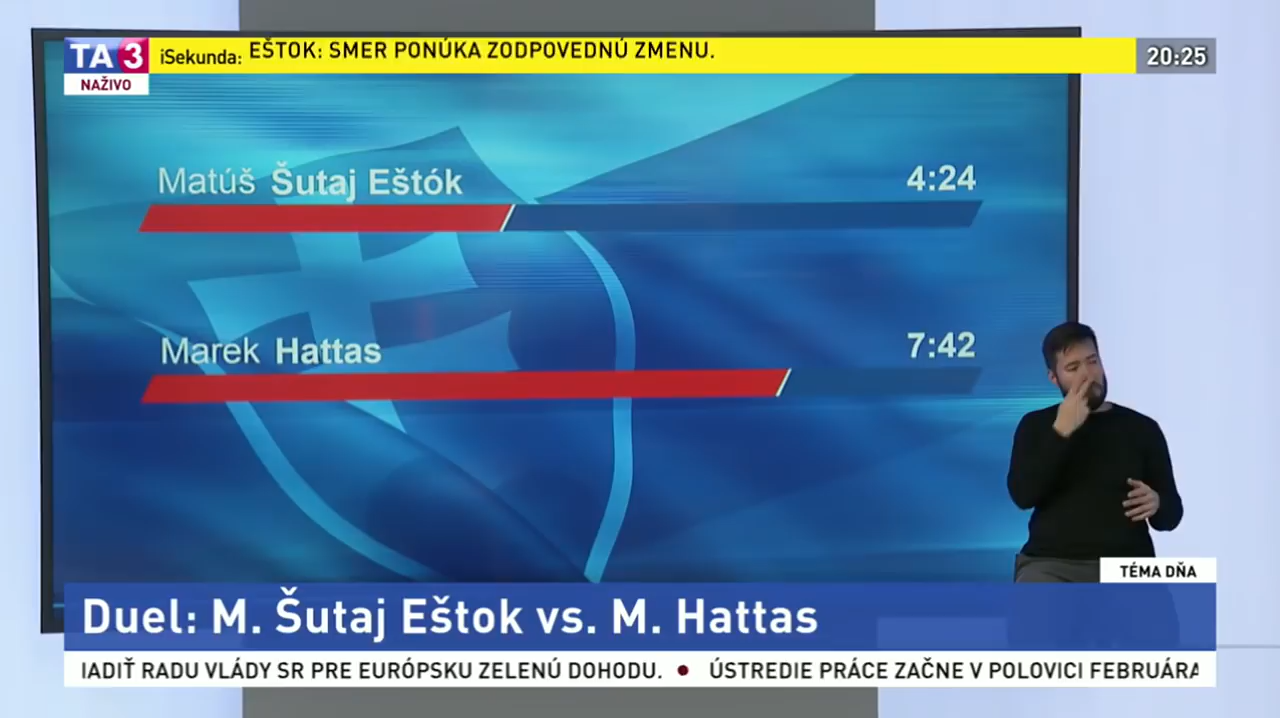 TA3
NAŽIVO
iSekunda: EŠTOK: SMER PONÚKA ZODPOVEDNÚ ZMENU.
20:25
Matúš Šutaj Eštók 4:24
Marek Hattas 7:42
TÉMA DŇA
Duel: M. Šutaj Eštok vs. M. Hattas
IADIŤ RADU VLÁDY SR PRE EURÓPSKU ZELENÚ DOHODU. • ÚSTREDIE PRÁCE ZAČNE V POLOVICI FEBRUÁRA